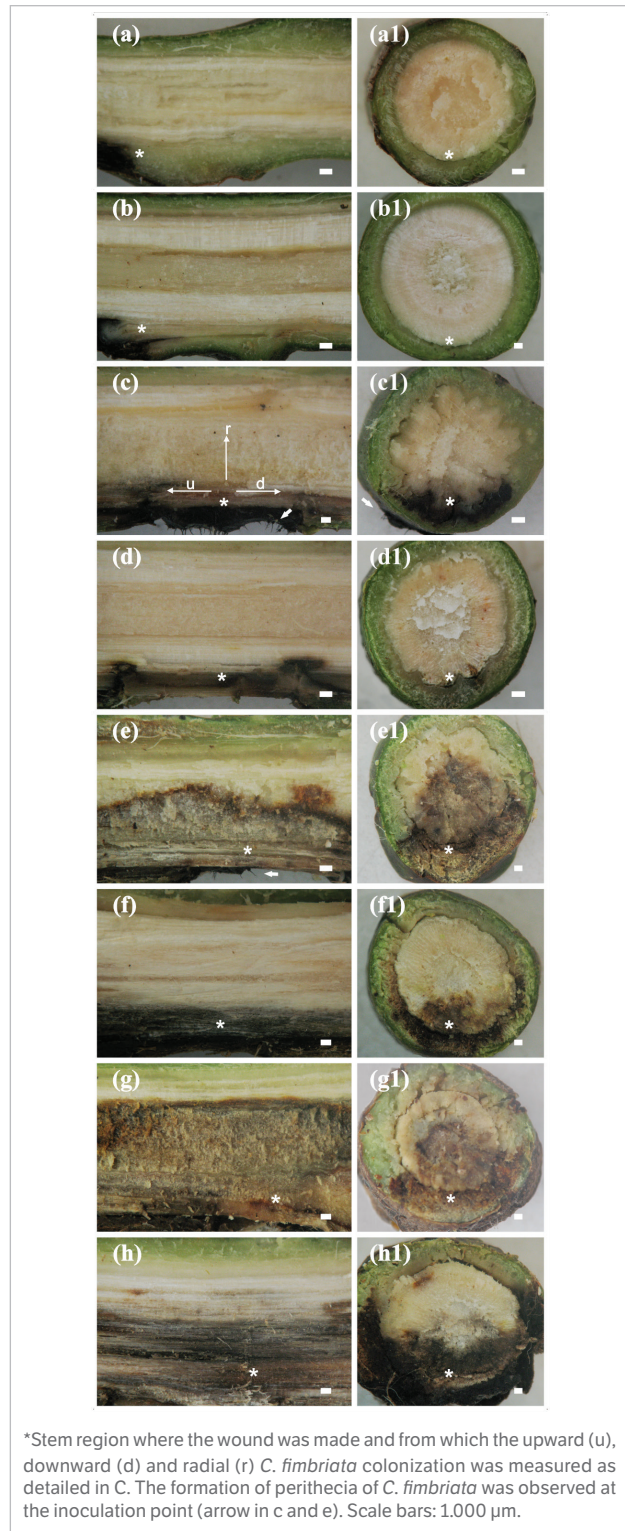 (a) (a1)
*
*
(b) (b1)
*
*
(c) (c1)
r
u d
*
*
(d) (d1)
*
*
(e) (e1)
*
*
(f) (f1)
*
*
(g) (g1)
*
*
(h) (h1)
*
*
*Stem region where the wound was made and from which the upward (u),
downward (d) and radial (r) C. fimbriata colonization was measured as
detailed in C. The formation of perithecia of C. fimbriata was observed at
the inoculation point (arrow in c and e). Scale bars: 1.000 µm.